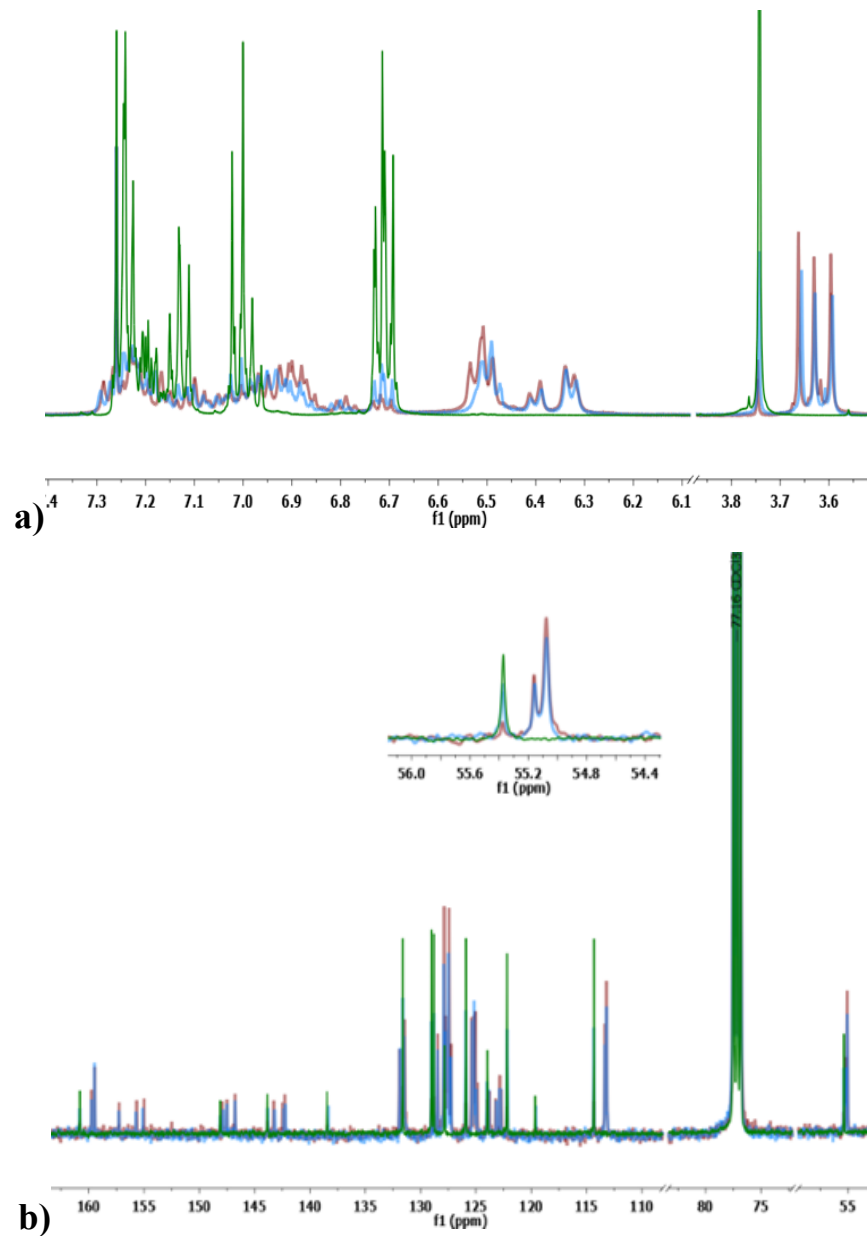 .4 7.3 7.2 7.1 7.0 6.9 6.8 6.7 6.6 6.5 6.4 6.3 6.2 6.1 3.8 3.7 3.6
f1 (ppm)
a)
77.16 CDCl3
56.0 55.6 55.2 54.8 54.4
f1 (ppm)
160 155 150 145 140 135 130 125 120 115 110 80 75 55
f1 (ppm)
b)